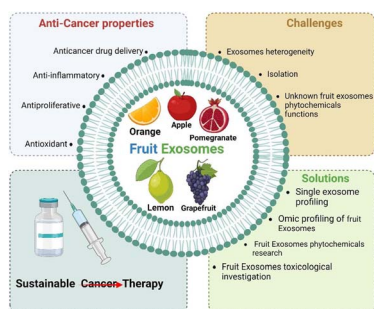 Anti-Cancer properties
Anticancer drug delivery
Anti-inflammatory
Antiproliferative
Antioxidant
Challenges
Exosomes heterogeneity
Isolation
Unknown fruit exosomes
phytochemicals
functions
Orange
Apple
Pomegranate
Fruit Exosomes
Lemon
Grapefruit
Sustainable Cancer Therapy
Solutions
Single exosome
profiling
Omic profiling of fruit
Exosomes
Fruit Exosomes phytochemicals
research
Fruit Exosomes toxicological
investigation